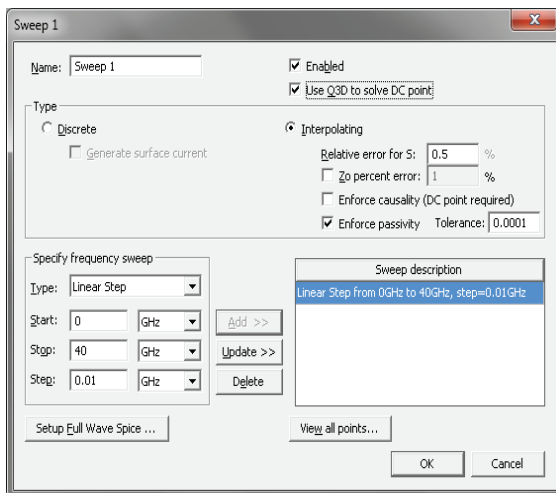 Sweep 1
Name: Sweep 1
Enabled
Use Q3D to solve DC point
Type
Discrete
Generate surface current
Interpolating
Relative error for S: 0.5 %
Zo percent error: 1 %
Enforce causality (DC point required)
Enforce passivity Tolerance: 0.0001
Specify frequency sweep
Type: Linear Step
Start: 0 GHz
Stop: 40 GHz
Step: 0.01 GHz
Add >>
Update >>
Delete
Sweep description
Linear Step from 0GHz to 40GHz, step=0.01GHz
Setup Full Wave Spice ...
View all points...
OK Cancel